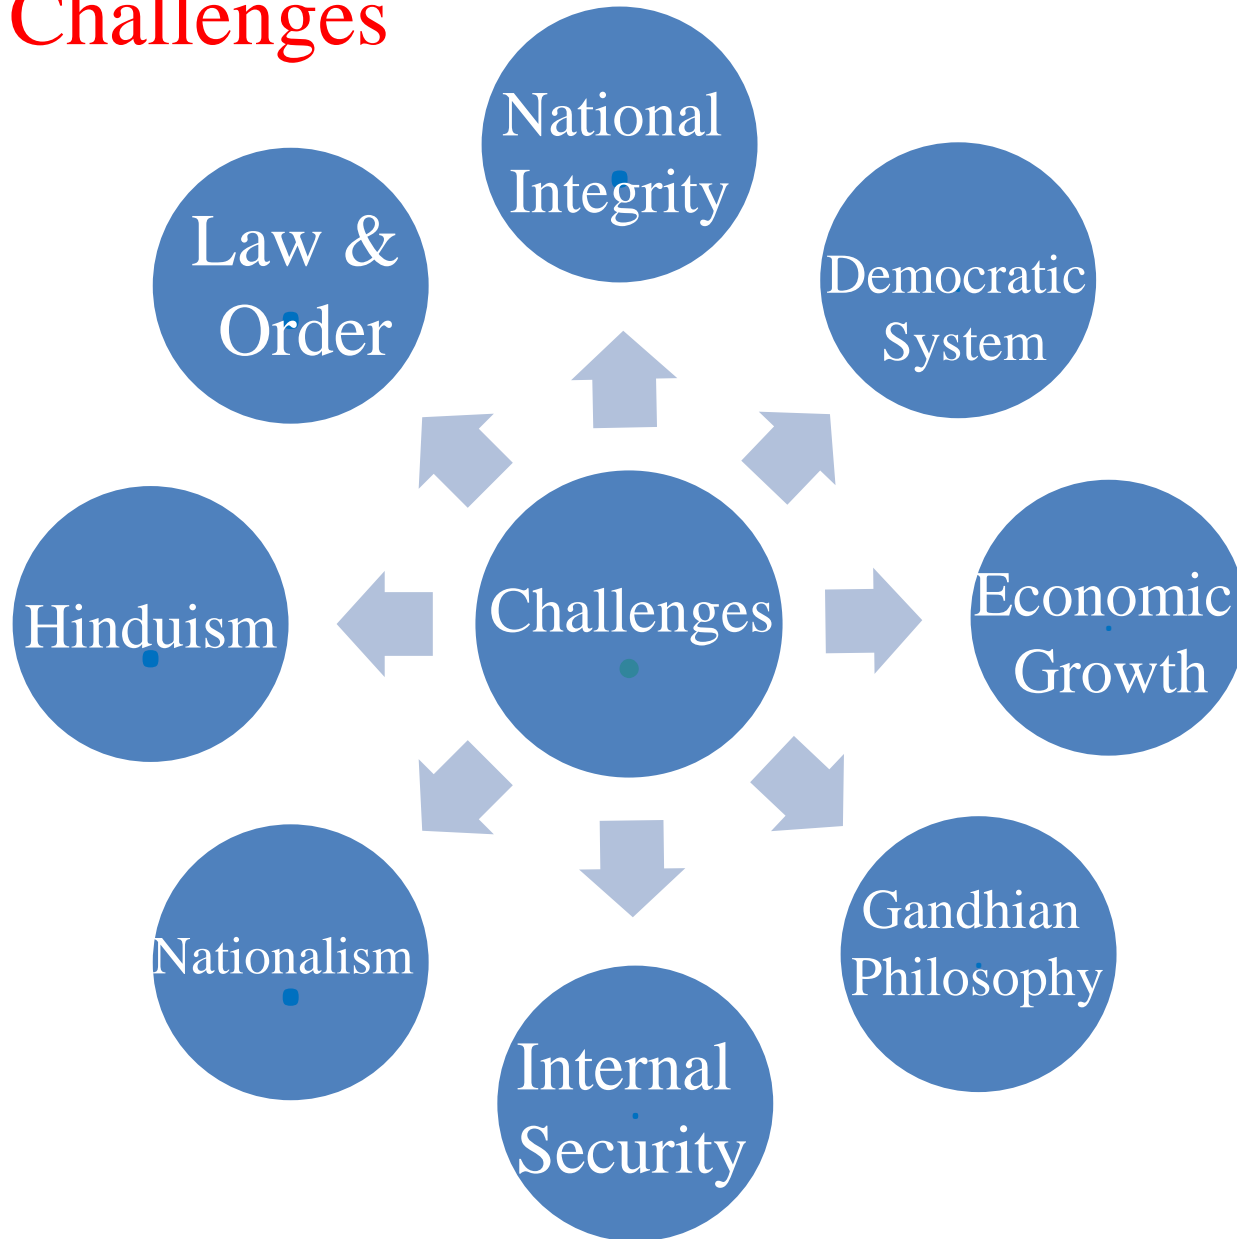 Challenges
National
Integrity
Democratic
System
Economic
Growth
Gandhian
Philosophy
Internal
Security
Nationalism
Hinduism
Law &
Order
Challenges